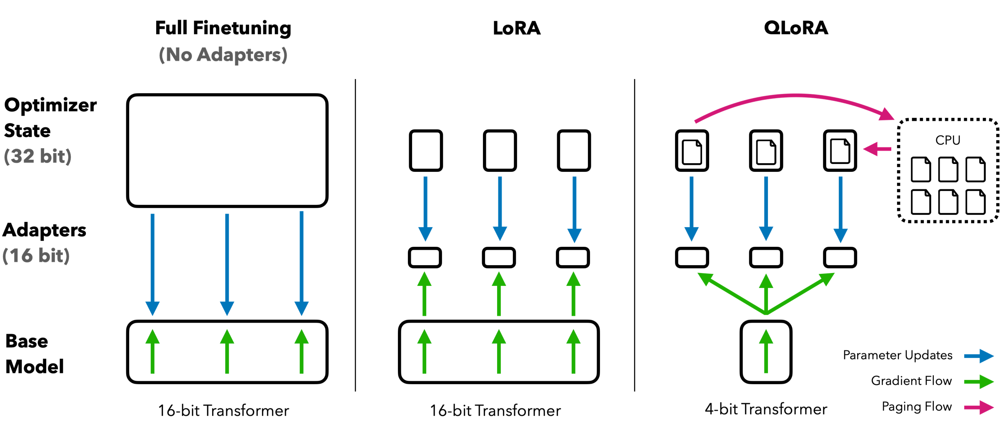 Full Finetuning
(No Adapters)
LoRA
QLoRA
Optimizer
State
(32 bit)
CPU
Adapters
(16 bit)
Base
Model
Parameter Updates
Gradient Flow
Paging Flow
16-bit Transformer
16-bit Transformer
4-bit Transformer